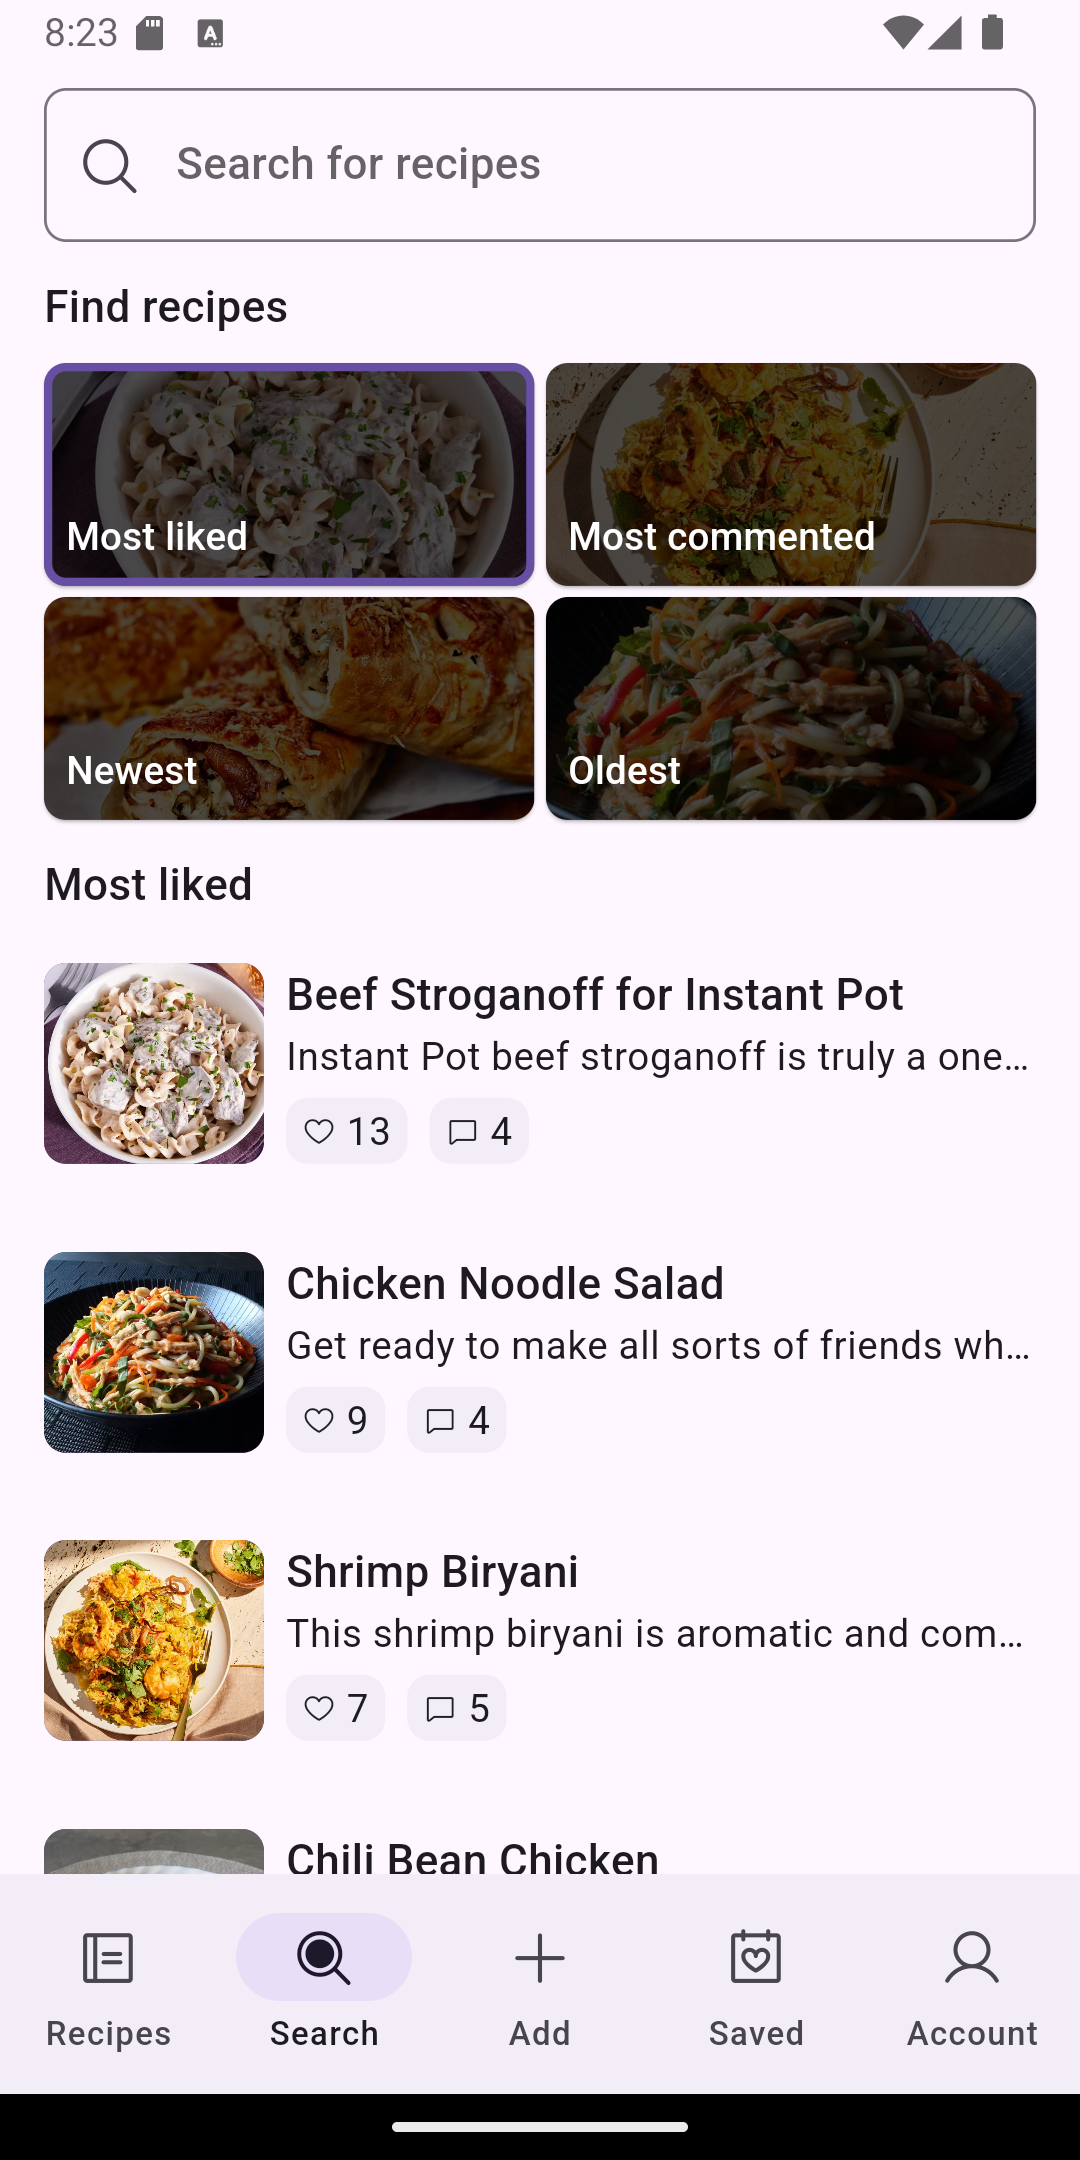 8:23
Search for recipes
Find recipes
Most liked
Most commented
Newest
Oldest
Most liked
Beef Stroganoff for Instant Pot
Instant Pot beef stroganoff is truly a one...
13 4
Chicken Noodle Salad
Get ready to make all sorts of friends wh...
9 4
Shrimp Biryani
This shrimp biryani is aromatic and com...
7 5
Chili Bean Chicken
Recipes Search Add Saved Account